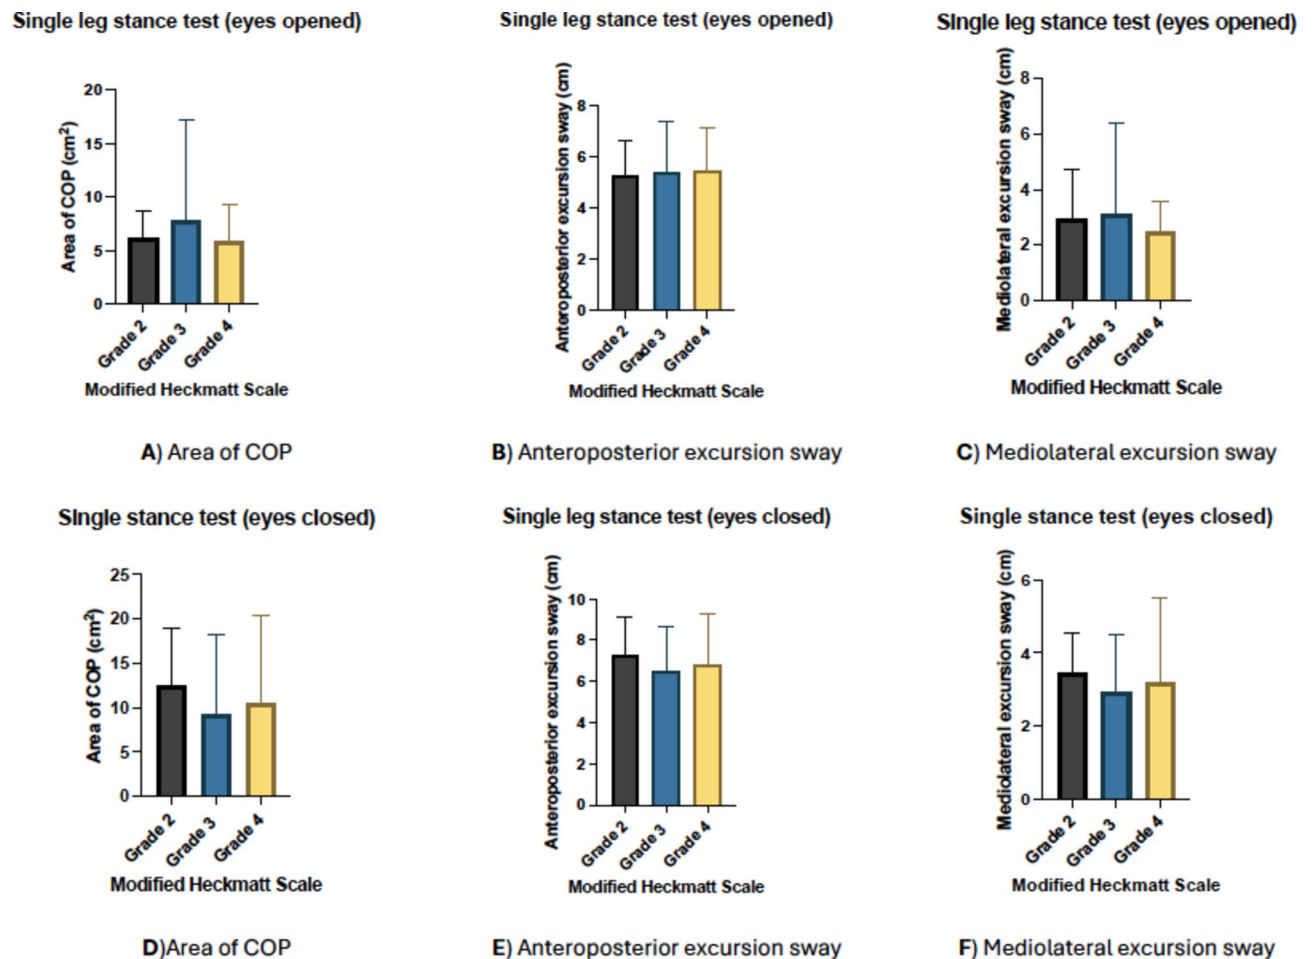 Single leg stance test (eyes opened)
Area of COP (cm²)
20
15
10
5
0
Grade 2
Grade 3
Grade 4
Modified Heckmatt Scale
A) Area of COP
Single leg stance test (eyes opened)
Anteroposterior excursion sway (cm)
8
6
4
2
0
Grade 2
Grade 3
Grade 4
Modified Heckmatt Scale
B) Anteroposterior excursion sway
SIngle leg stance test (eyes opened)
Mediolateral excursion sway (cm)
8
6
4
2
0
Grade 2
Grade 3
Grade 4
Modified Heckmatt Scale
C) Mediolateral excursion sway
SIngle stance test (eyes closed)
Area of COP (cm²)
25
20
15
10
5
0
Grade 2
Grade 3
Grade 4
Modified Heckmatt Scale
D)Area of COP
Single leg stance test (eyes closed)
Anteroposterior excursion sway (cm)
10
8
6
4
2
0
Grade 2
Grade 3
Grade 4
Modified Heckmatt Scale
E) Anteroposterior excursion sway
Single stance test (eyes closed)
Mediolateral excursion sway (cm)
6
4
2
0
Grade 2
Grade 3
Grade 4
Modified Heckmatt Scale
F) Mediolateral excursion sway